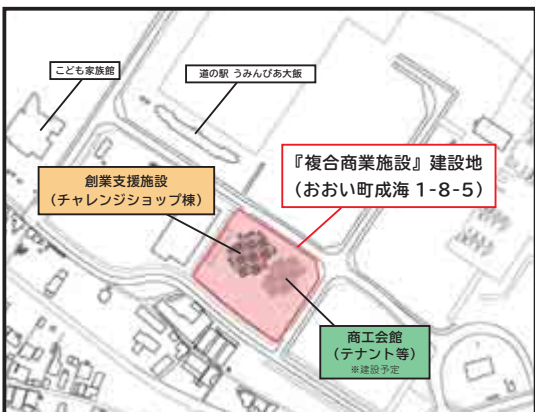 こども家族館
道の駅 うみんぴあ大飯
『複合商業施設』建設地
(おおい町成海 1-8-5)
創業支援施設
(チャレンジショップ棟)
商工会館
(テナント等)
※建設予定